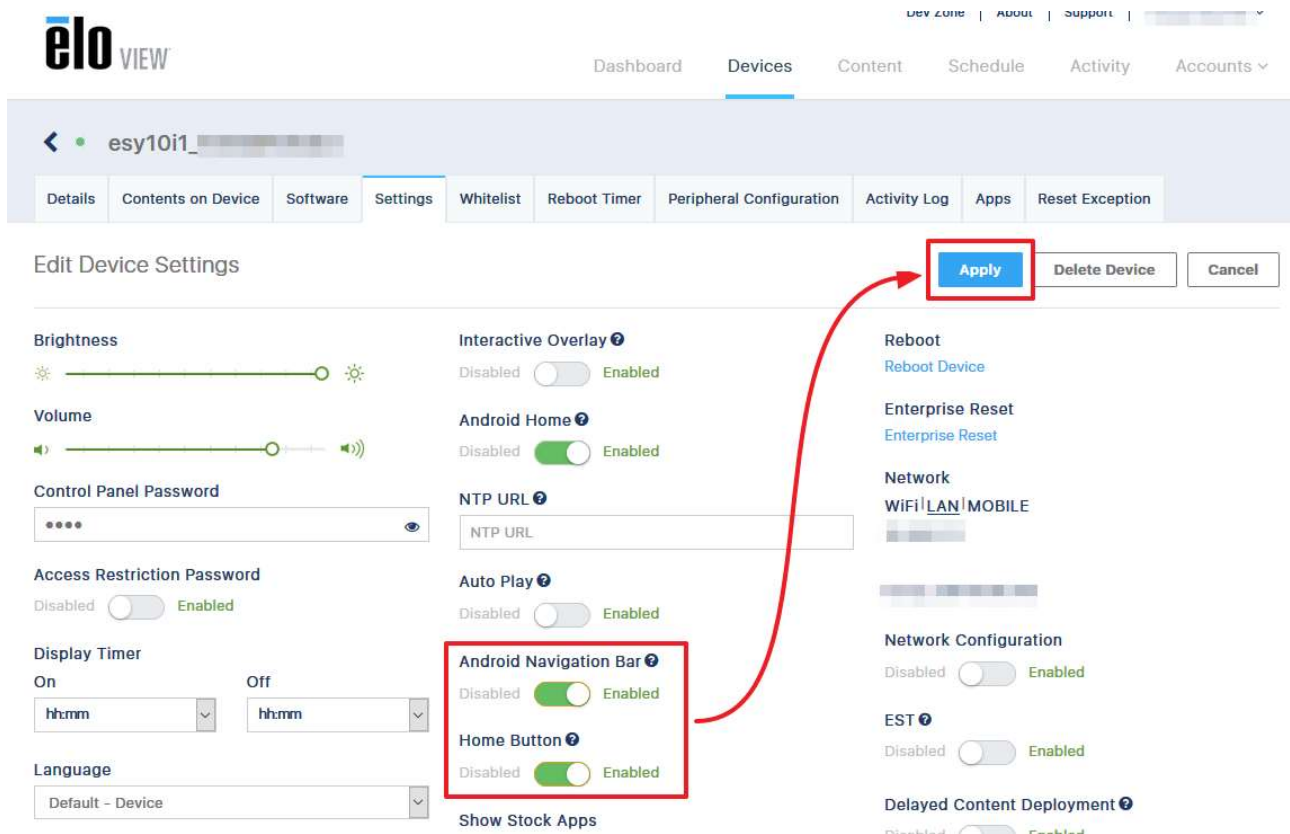 Dev Zone | About | Support |
ēlo VIEW
Dashboard Devices Content Schedule Activity Accounts
esy10i1_
Details Contents on Device Software Settings Whitelist Reboot Timer Peripheral Configuration Activity Log Apps Reset Exception
Edit Device Settings
Apply Delete Device Cancel
Brightness
Volume
Control Panel Password
••••
Access Restriction Password
Disabled Enabled
Display Timer
On Off
hh:mm hh:mm
Language
Default - Device
Interactive Overlay
Disabled Enabled
Android Home
Disabled Enabled
NTP URL
NTP URL
Auto Play
Disabled Enabled
Android Navigation Bar
Disabled Enabled
Home Button
Disabled Enabled
Show Stock Apps
Reboot
Reboot Device
Enterprise Reset
Enterprise Reset
Network
WiFi|LAN|MOBILE
Network Configuration
Disabled Enabled
EST
Disabled Enabled
Delayed Content Deployment
Disabled Enabled